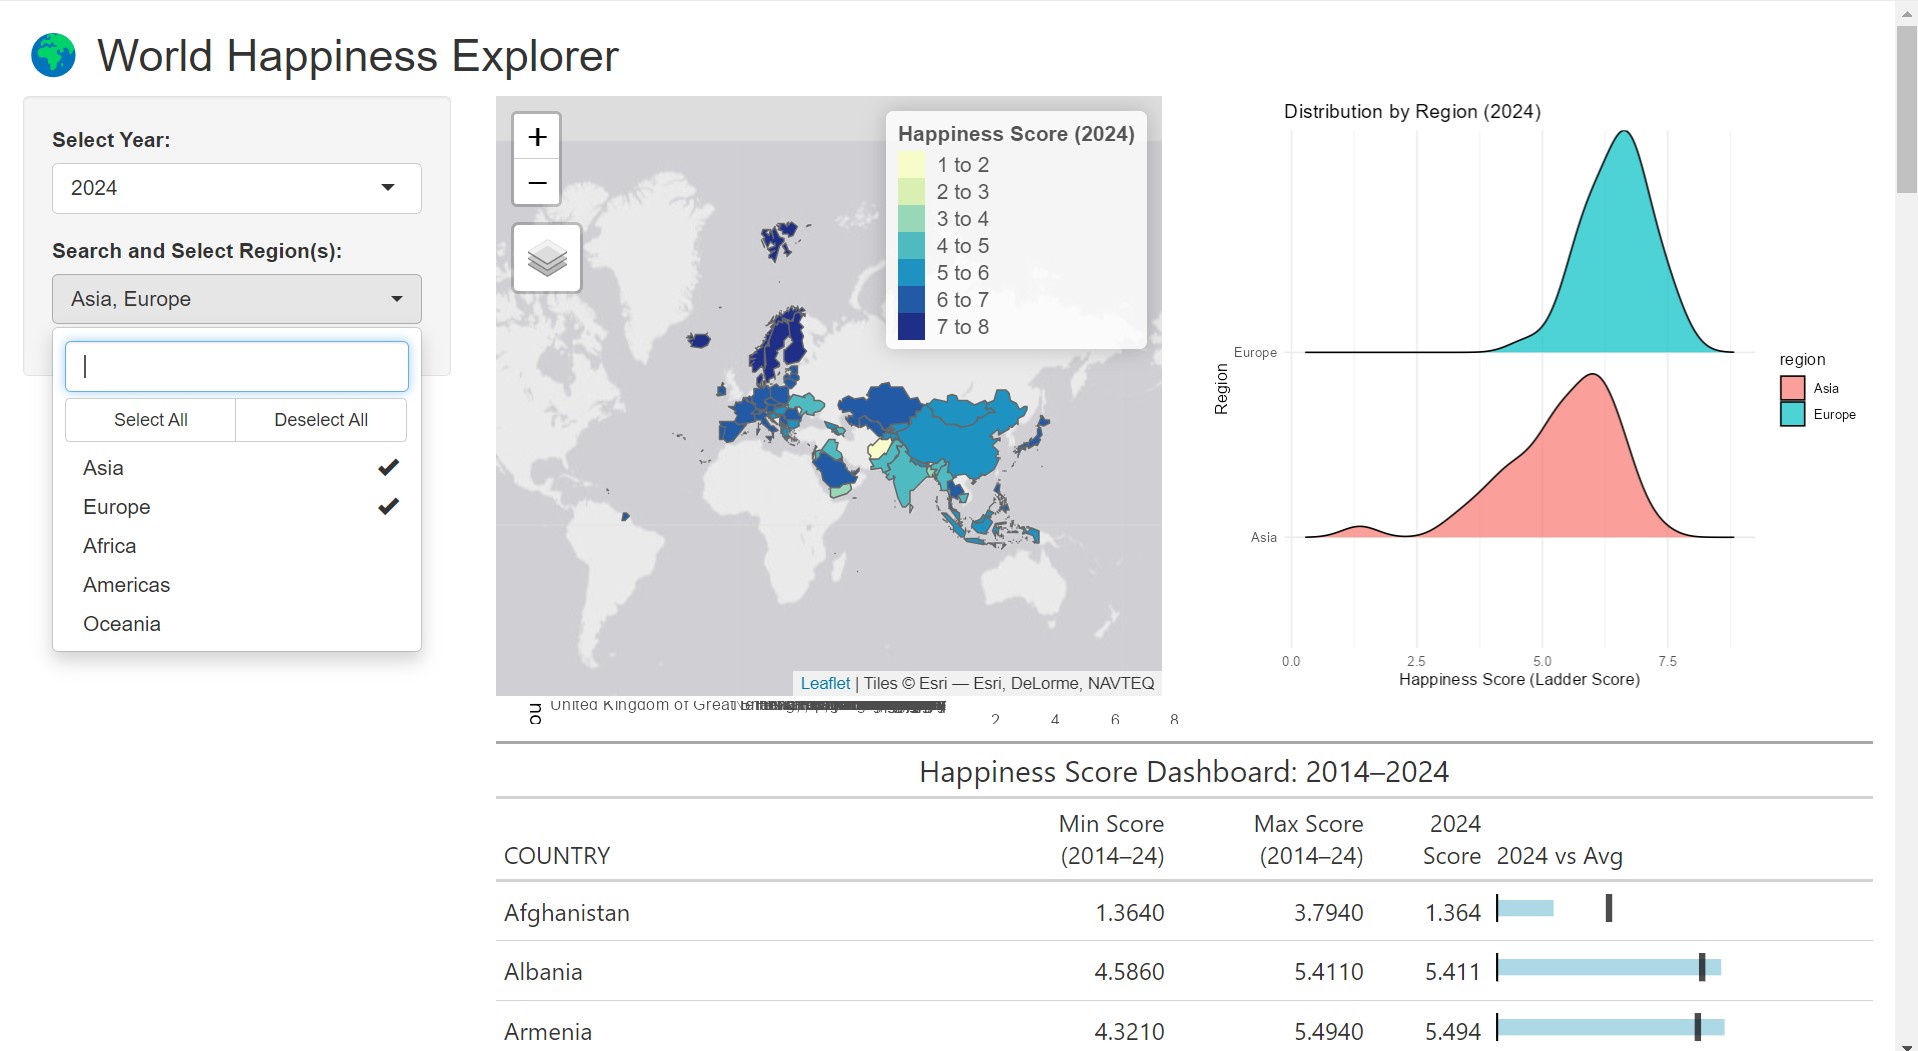 World Happiness Explorer
Select Year:
2024
Search and Select Region(s):
Asia, Europe
Select All
Deselect All
Asia
Europe
Africa
Americas
Oceania
+
−
Happiness Score (2024)
1 to 2
2 to 3
3 to 4
4 to 5
5 to 6
6 to 7
7 to 8
Leaflet | Tiles © Esri — Esri, DeLorme, NAVTEQ
Distribution by Region (2024)
Region
Europe
Asia
0.0
2.5
5.0
7.5
Happiness Score (Ladder Score)
region
Asia
Europe
United Kingdom of Great
2
4
6
8
Happiness Score Dashboard: 2014–2024
COUNTRY
Min Score
(2014–24)
Max Score
(2014–24)
2024
Score
2024 vs Avg
Afghanistan 1.3640 3.7940 1.364
Albania 4.5860 5.4110 5.411
Armenia 4.3210 5.4940 5.494